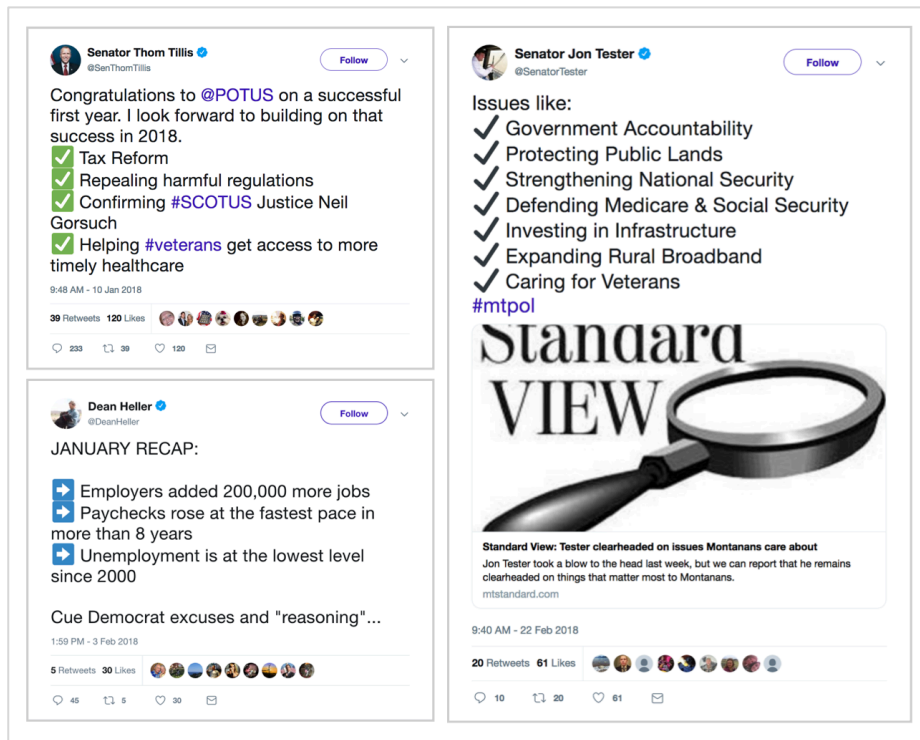 Senator Thom Tillis
@SenThomTillis
Follow
Congratulations to @POTUS on a successful
first year. I look forward to building on that
success in 2018.
✅ Tax Reform
✅ Repealing harmful regulations
✅ Confirming #SCOTUS Justice Neil
Gorsuch
✅ Helping #veterans get access to more
timely healthcare
9:48 AM - 10 Jan 2018
39 Retweets 120 Likes
233 39 120
Dean Heller
@DeanHeller
Follow
JANUARY RECAP:
➡️ Employers added 200,000 more jobs
➡️ Paychecks rose at the fastest pace in
more than 8 years
➡️ Unemployment is at the lowest level
since 2000
Cue Democrat excuses and "reasoning"...
1:59 PM - 3 Feb 2018
5 Retweets 30 Likes
45 5 30
Senator Jon Tester
@SenatorTester
Follow
Issues like:
✔ Government Accountability
✔ Protecting Public Lands
✔ Strengthening National Security
✔ Defending Medicare & Social Security
✔ Investing in Infrastructure
✔ Expanding Rural Broadband
✔ Caring for Veterans
#mtpol
Standard
VIEW
Standard View: Tester clearheaded on issues Montanans care about
Jon Tester took a blow to the head last week, but we can report that he remains
clearheaded on things that matter most to Montanans.
mtstandard.com
9:40 AM - 22 Feb 2018
20 Retweets 61 Likes
10 20 61